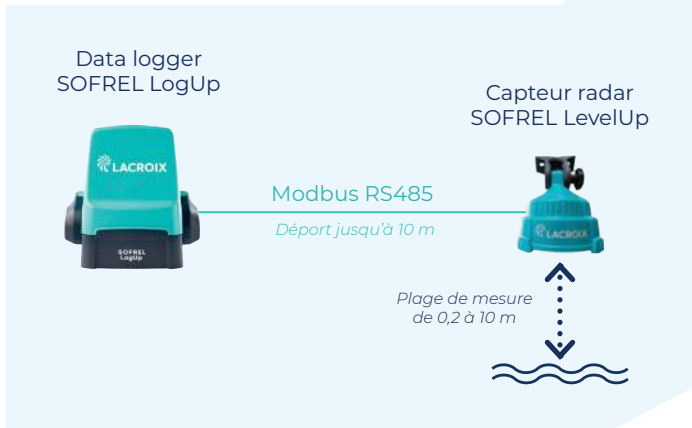 Data logger
SOFREL LogUp
Capteur radar
SOFREL LevelUp
LACROIX
SOFREL
LogUp
Modbus RS485
Déport jusqu'à 10 m
LACROIX
Plage de mesure
de 0,2 à 10 m